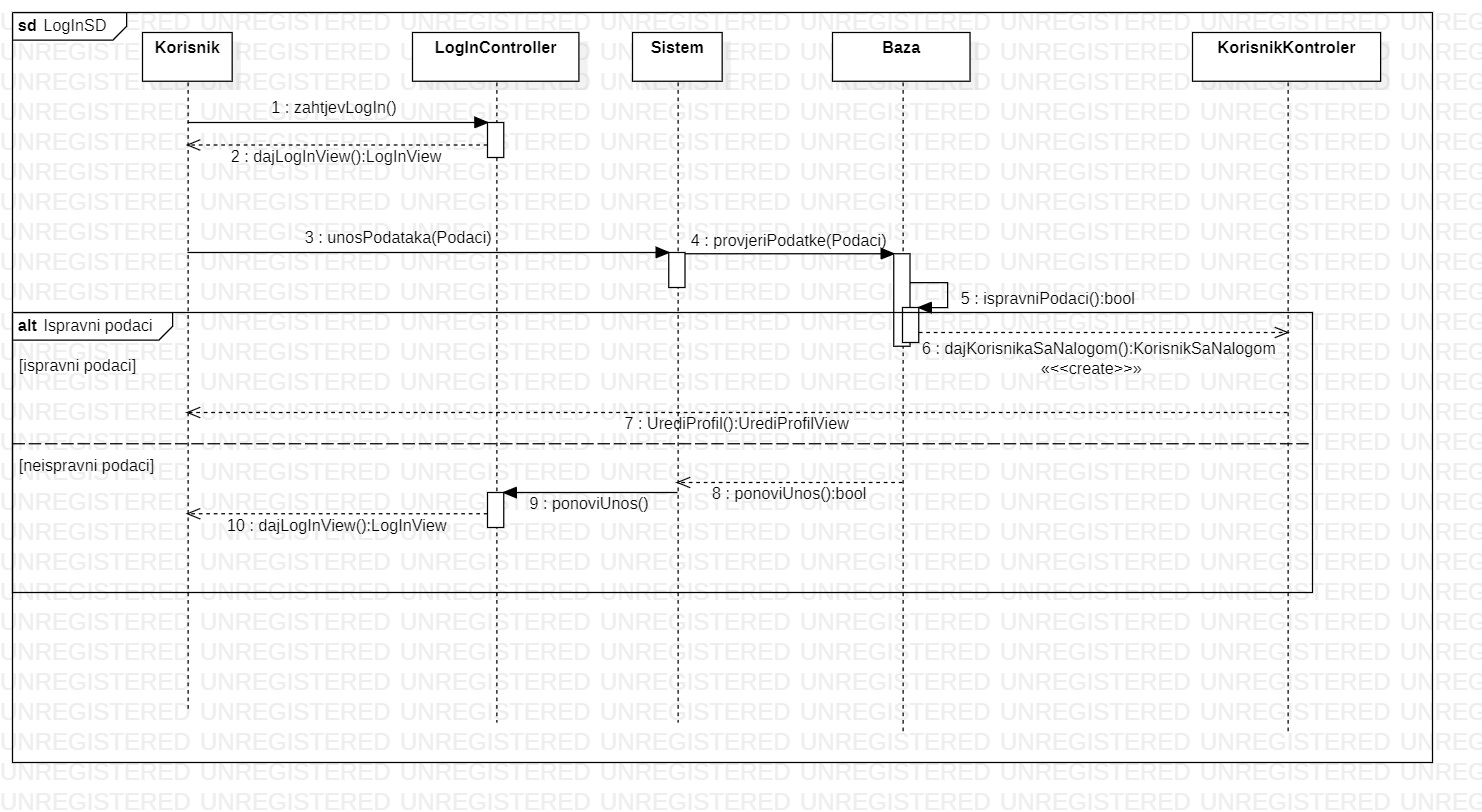 sd LogInSD
Korisnik
LogInController
Sistem
Baza
KorisnikKontroler
1 : zahtjevLogIn()
2 : dajLogInView():LogInView
3 : unosPodataka(Podaci)
4 : provjeriPodatke(Podaci)
5 : ispravniPodaci():bool
alt Ispravni podaci
6 : dajKorisnikaSaNalogom():KorisnikSaNalogom
«<<create>>»
[ispravni podaci]
7 : UrediProfil():UrediProfilView
[neispravni podaci]
8 : ponoviUnos():bool
9 : ponoviUnos()
10 : dajLogInView():LogInView
UNREGISTERED